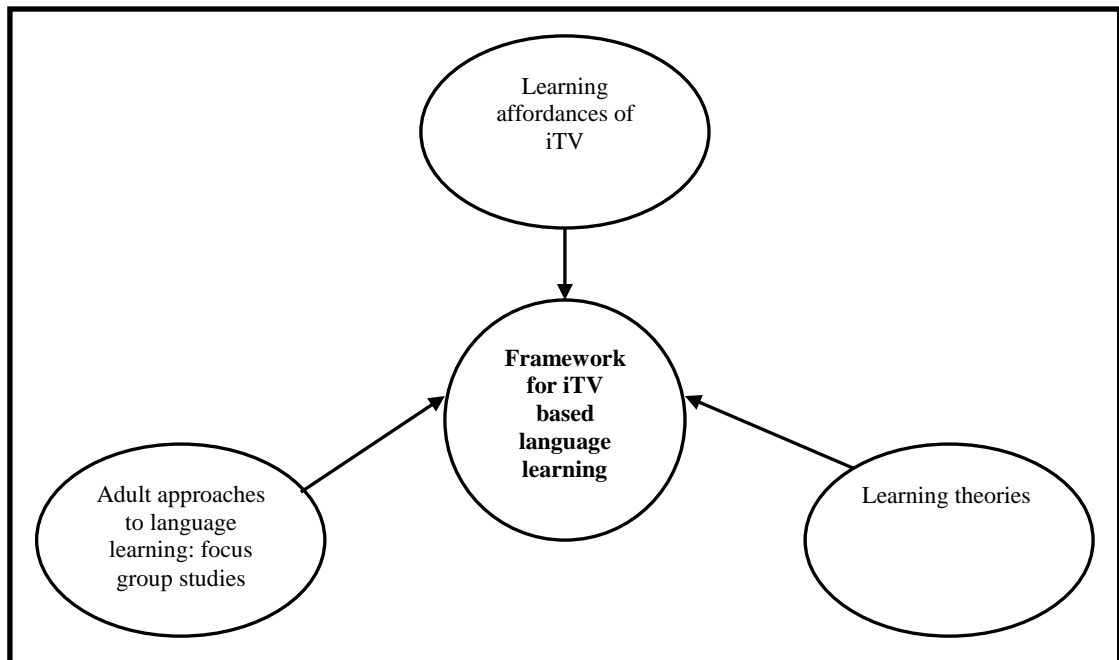 Learning
affordances of
iTV
Framework
for iTV
based
language
learning
Adult approaches
to language
learning: focus
group studies
Learning theories